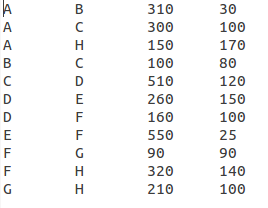 A B 310 30
A C 300 100
A H 150 170
B C 100 80
C D 510 120
D E 260 150
D F 160 100
E F 550 25
F G 90 90
F H 320 140
G H 210 100